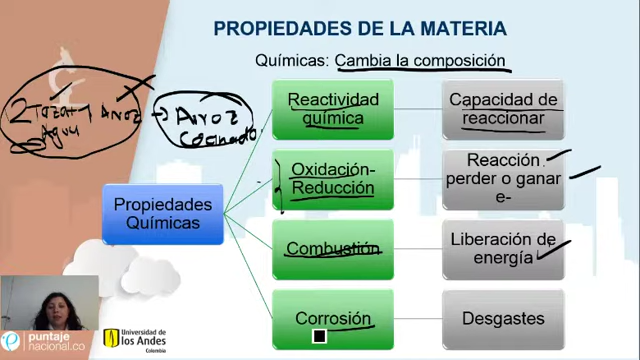 PROPIEDADES DE LA MATERIA
Químicas: Cambia la composición
2 Tazas + 1 Arroz → Arroz
Agua
Cocinado
Reactividad
química
Capacidad de
reaccionar
Oxidación-
Reducción
Reacción
perder o ganar
e-
Propiedades
Químicas
Combustión
Liberación de
energía
Corrosión
Desgastes
puntaje
nacional.co
Universidad de
los Andes
Colombia